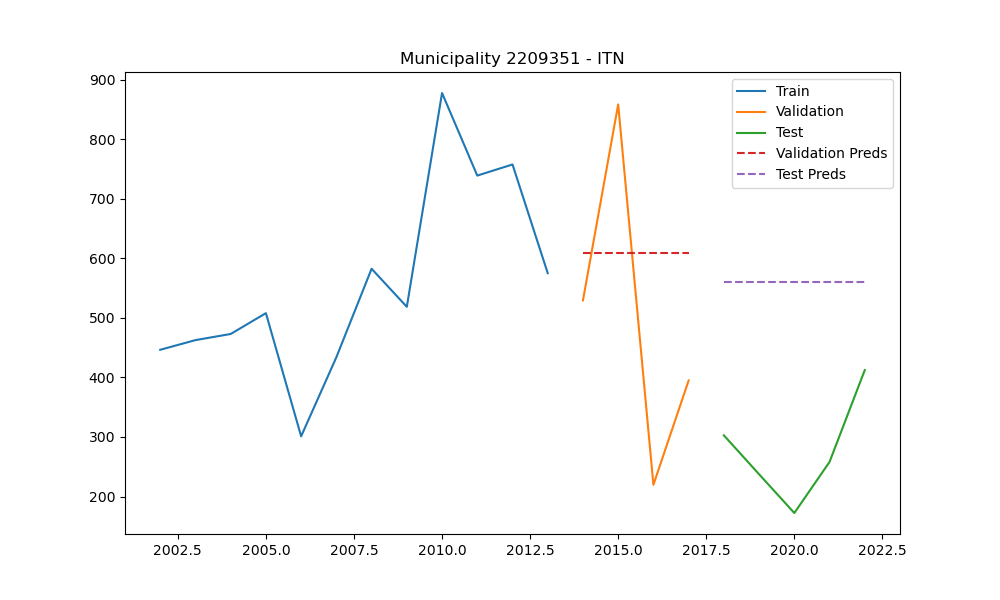 Municipality 2209351 - ITN
900
800
700
600
500
400
300
200
Train
Validation
Test
Validation Preds
Test Preds
2002.5 2005.0 2007.5 2010.0 2012.5 2015.0 2017.5 2020.0 2022.5